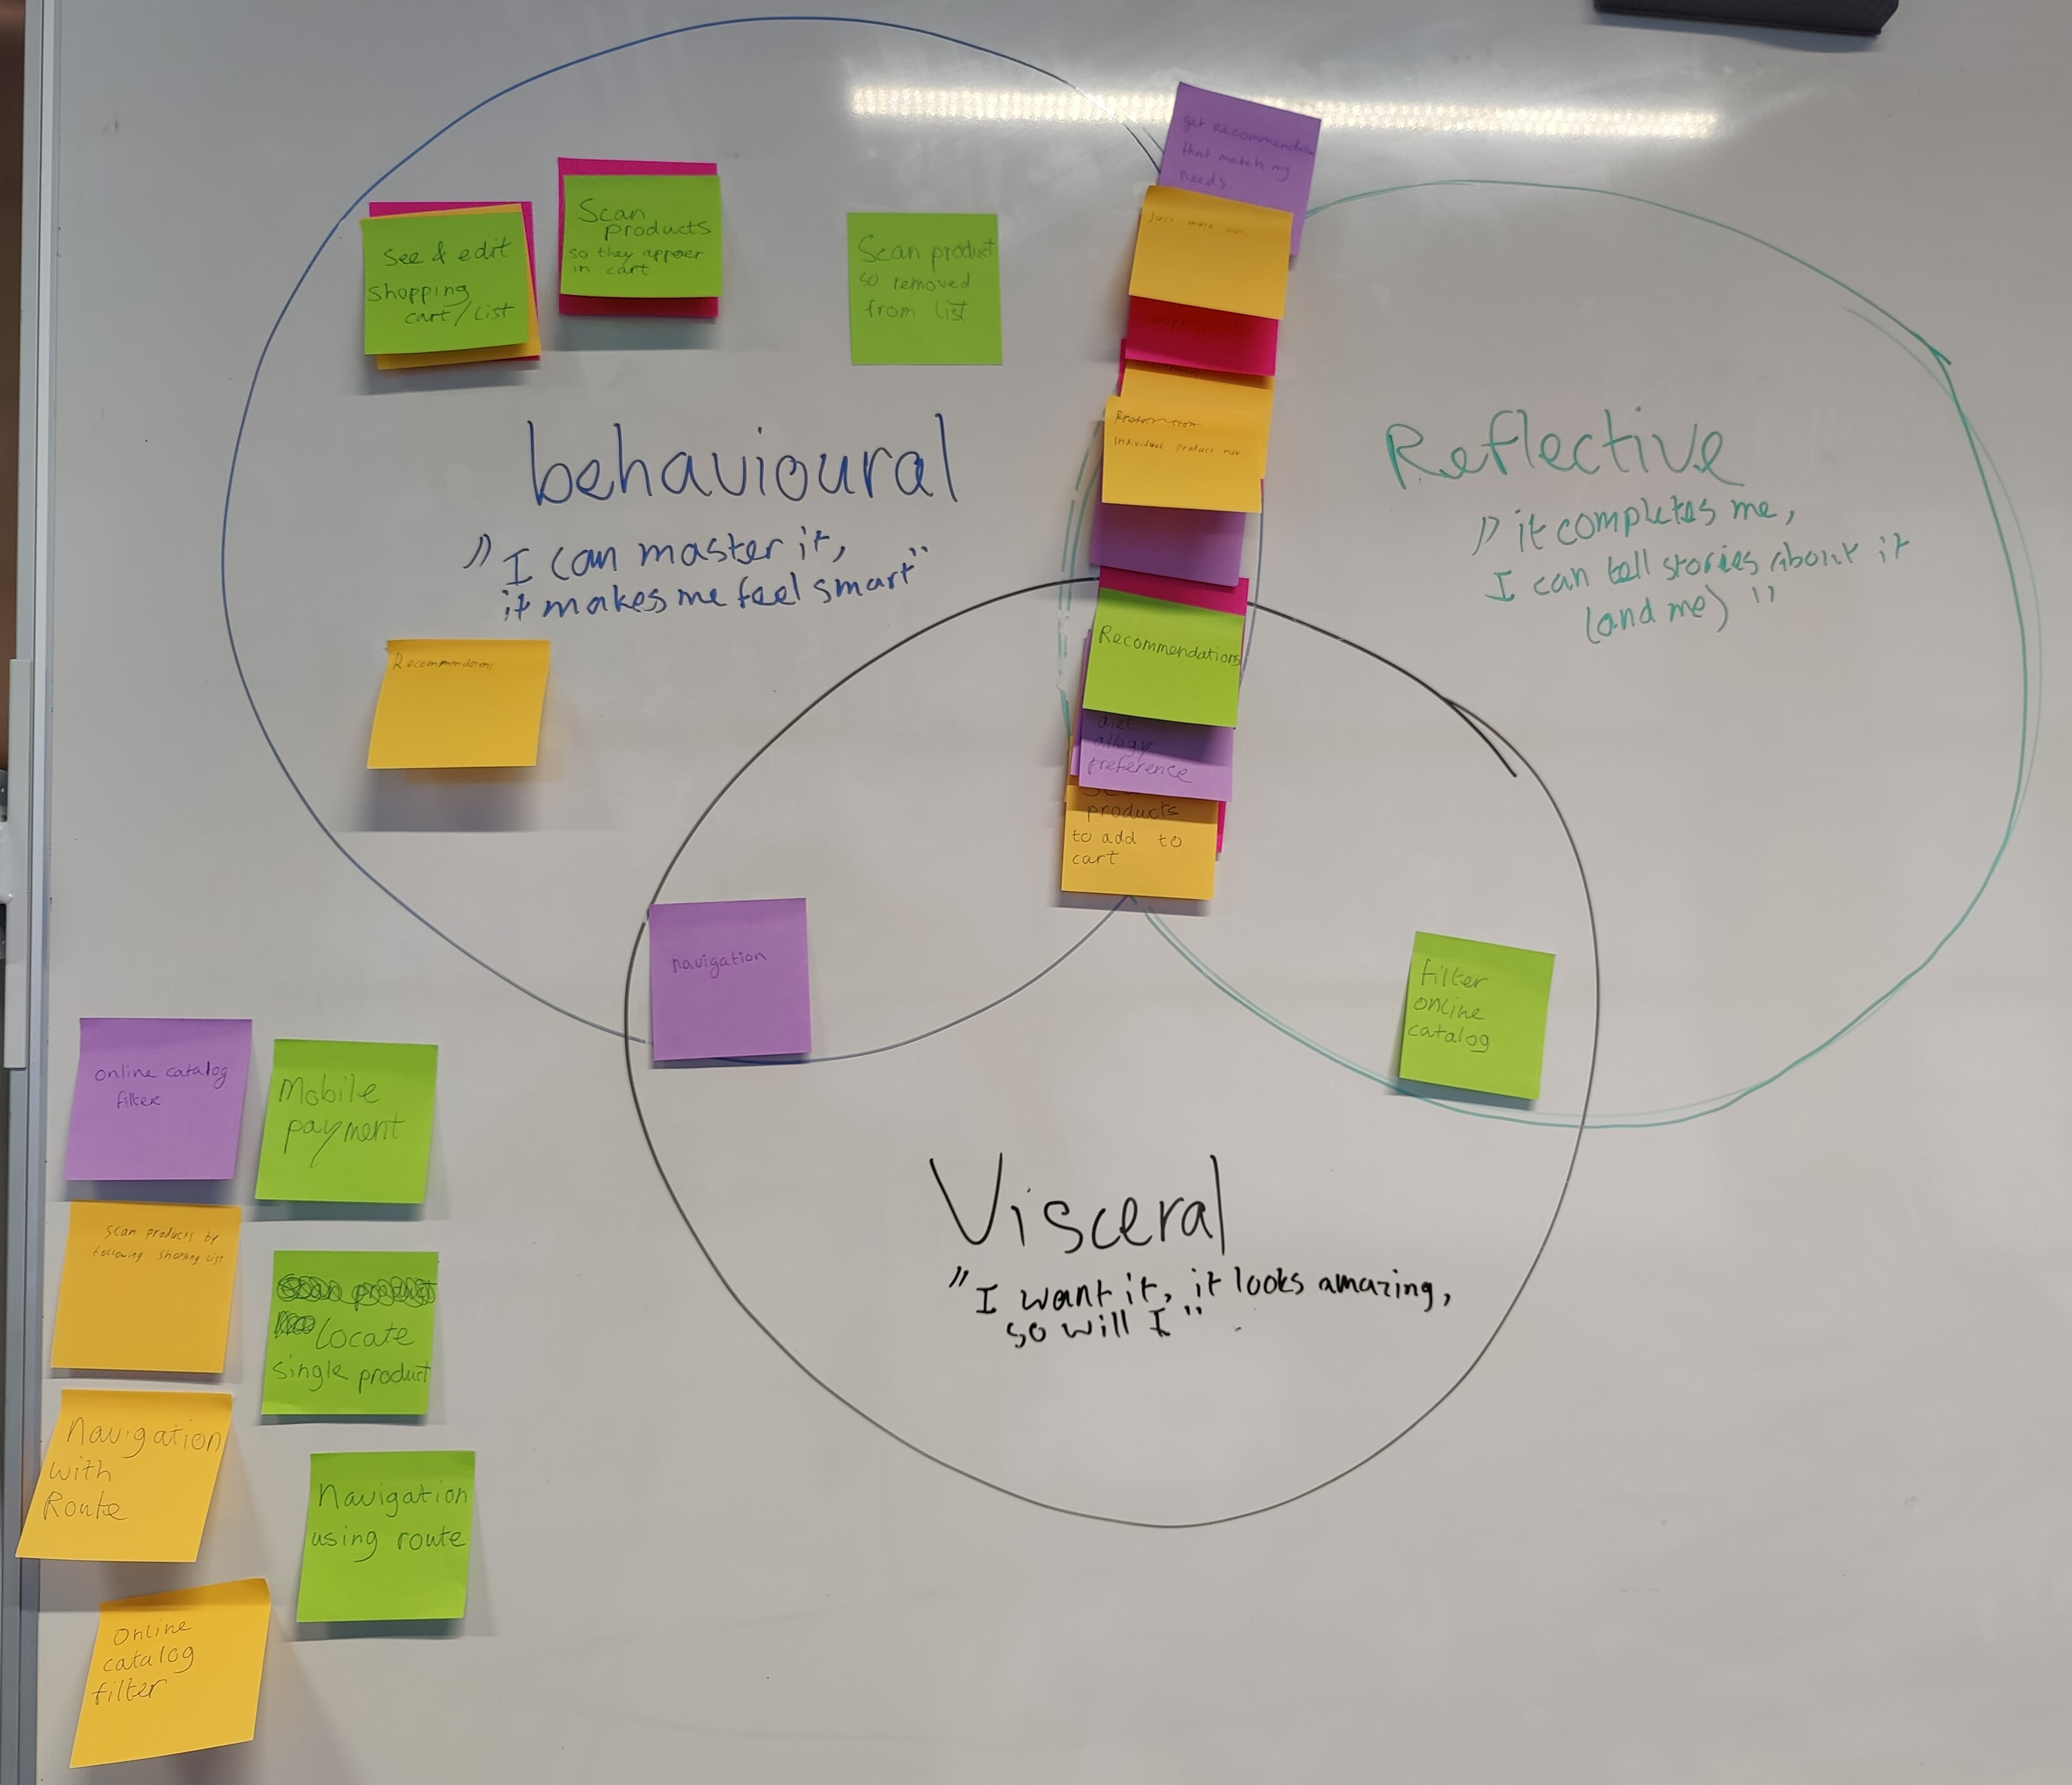 get Recommendations
that match my
needs
Just walk out
See & edit
shopping
cart/list
Scan
products
so they appear
in cart
Scan product
so removed
from list
Shopping list
Product scan
Individual product nav
behavioural
"I can master it,
it makes me feel smart"
Reflective
"it completes me,
I can tell stories about it
(and me)"
Recommendations
Recommendations
diet
allagy
preference
products
to add to
cart
navigation
filter
online
catalog
online catalog
filter
Mobile
payment
Scan products by
following shopping list
Scan product
Locate
single product
Visceral
"I want it, it looks amazing,
so will I"
Navigation
with
Route
Navigation
using route
Online
catalog
filter